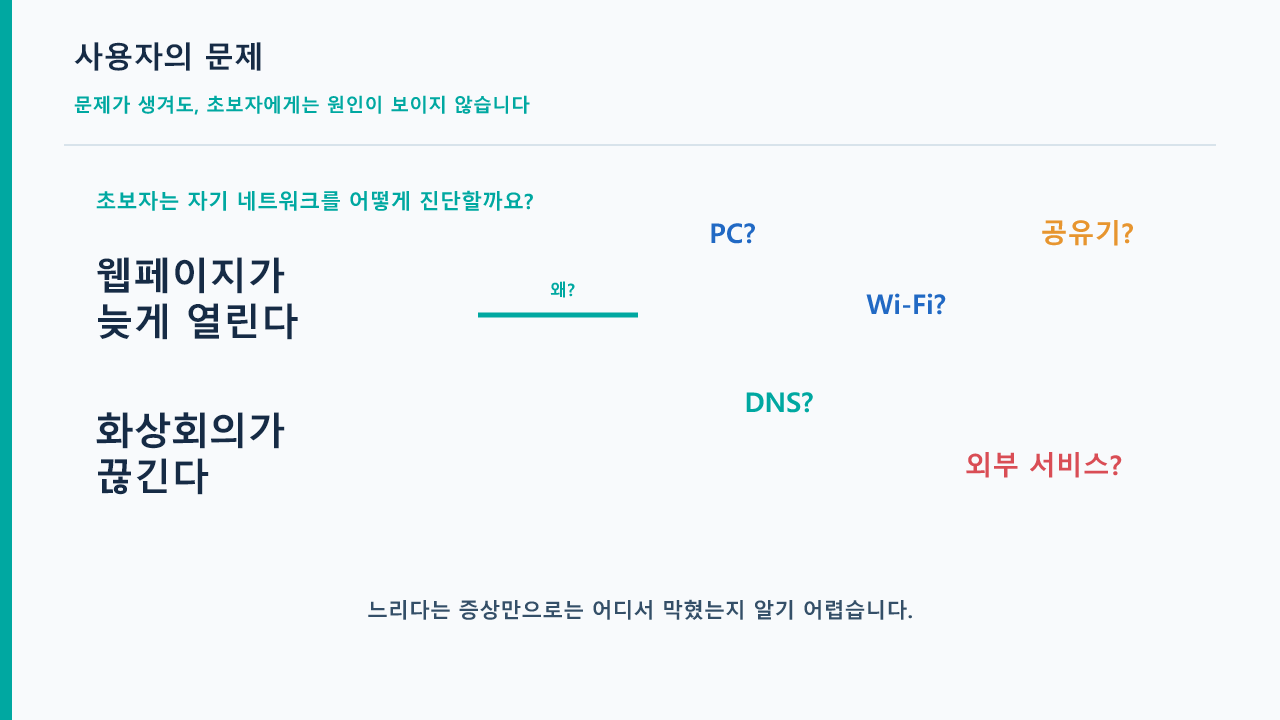 사용자의 문제
문제가 생겨도, 초보자에게는 원인이 보이지 않습니다
초보자는 자기 네트워크를 어떻게 진단할까요?
웹페이지가
늦게 열린다
화상회의가
끊긴다
왜?
PC?
공유기?
Wi-Fi?
DNS?
외부 서비스?
느리다는 증상만으로는 어디서 막혔는지 알기 어렵습니다.